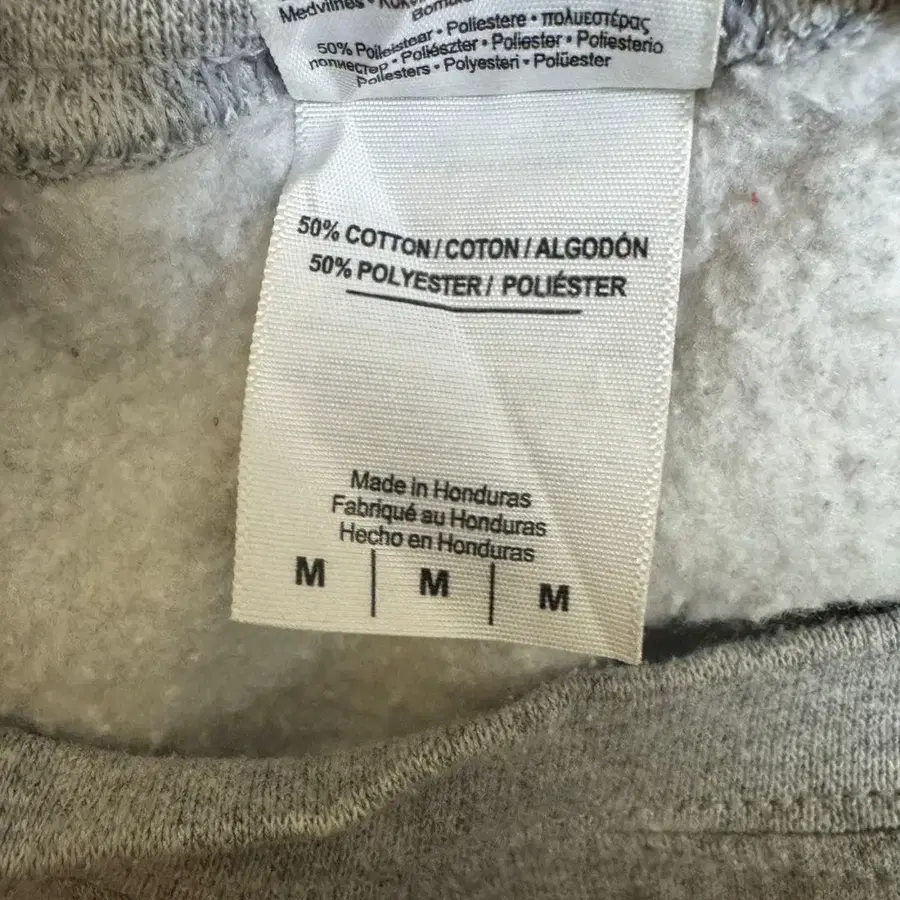 Medvilnės •
50% Polieistear • Poliestere • πολυεστέρας
полиестер • Poliészter • Poliester • Poliesterio
Poliesters • Polyesteri • Polüester
50% COTTON / COTON / ALGODÓN
50% POLYESTER / POLIÉSTER
Made in Honduras
Fabriqué au Honduras
Hecho en Honduras
M | M | M